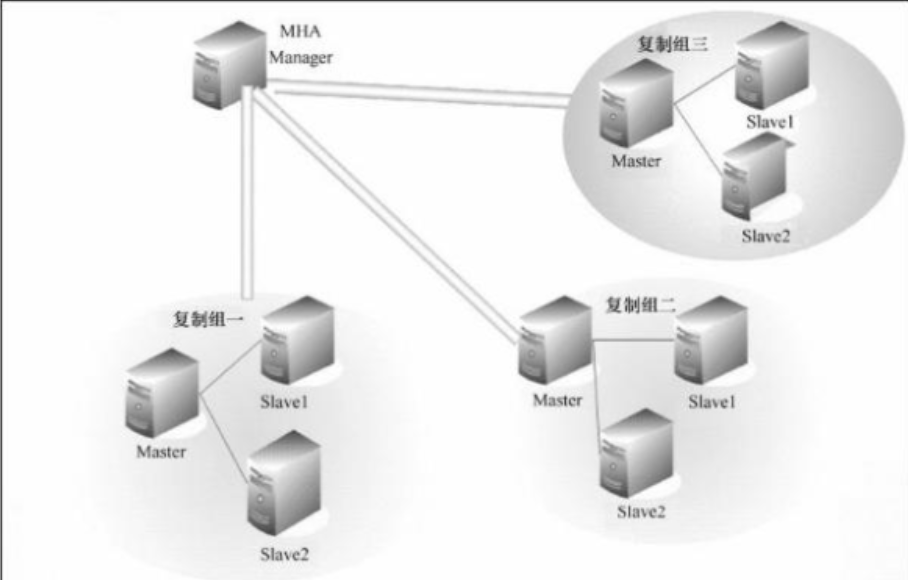 MHA
Manager
复制组三
Slave1
Master
Slave2
复制组一
Slave1
Master
Slave2
复制组二
Master
Slave1
Slave2